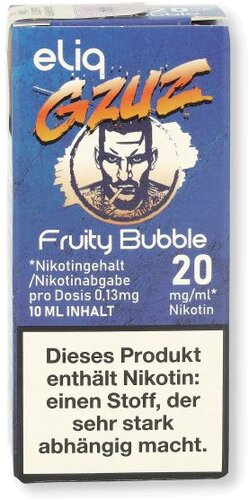 eliq
GZUZ
Fruity Bubble
*Nikotingehalt
/Nikotinabgabe
pro Dosis 0.13mg
10 ML INHALT
20
mg/ml*
Nikotin
Dieses Produkt
enthält Nikotin:
einen Stoff, der
sehr stark
abhängig macht.